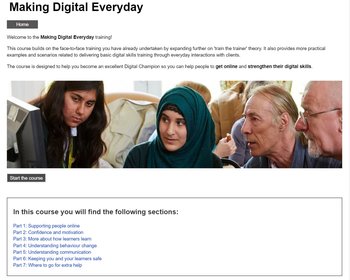 Making Digital Everyday
Home
Welcome to the Making Digital Everyday training!
This course builds on the face-to-face training you have already undertaken by expanding further on 'train the trainer' theory. It also provides more practical
examples and scenarios related to delivering basic digital skills training through everyday interactions with clients.
The course is designed to help you become an excellent Digital Champion so you can help people to get online and strengthen their digital skills.
Start the course
In this course you will find the following sections:
Part 1: Supporting people online
Part 2: Confidence and motivation
Part 3: More about how learners learn
Part 4: Understanding behaviour change
Part 5: Understanding communication
Part 6: Keeping you and your learners safe
Part 7: Where to go for extra help